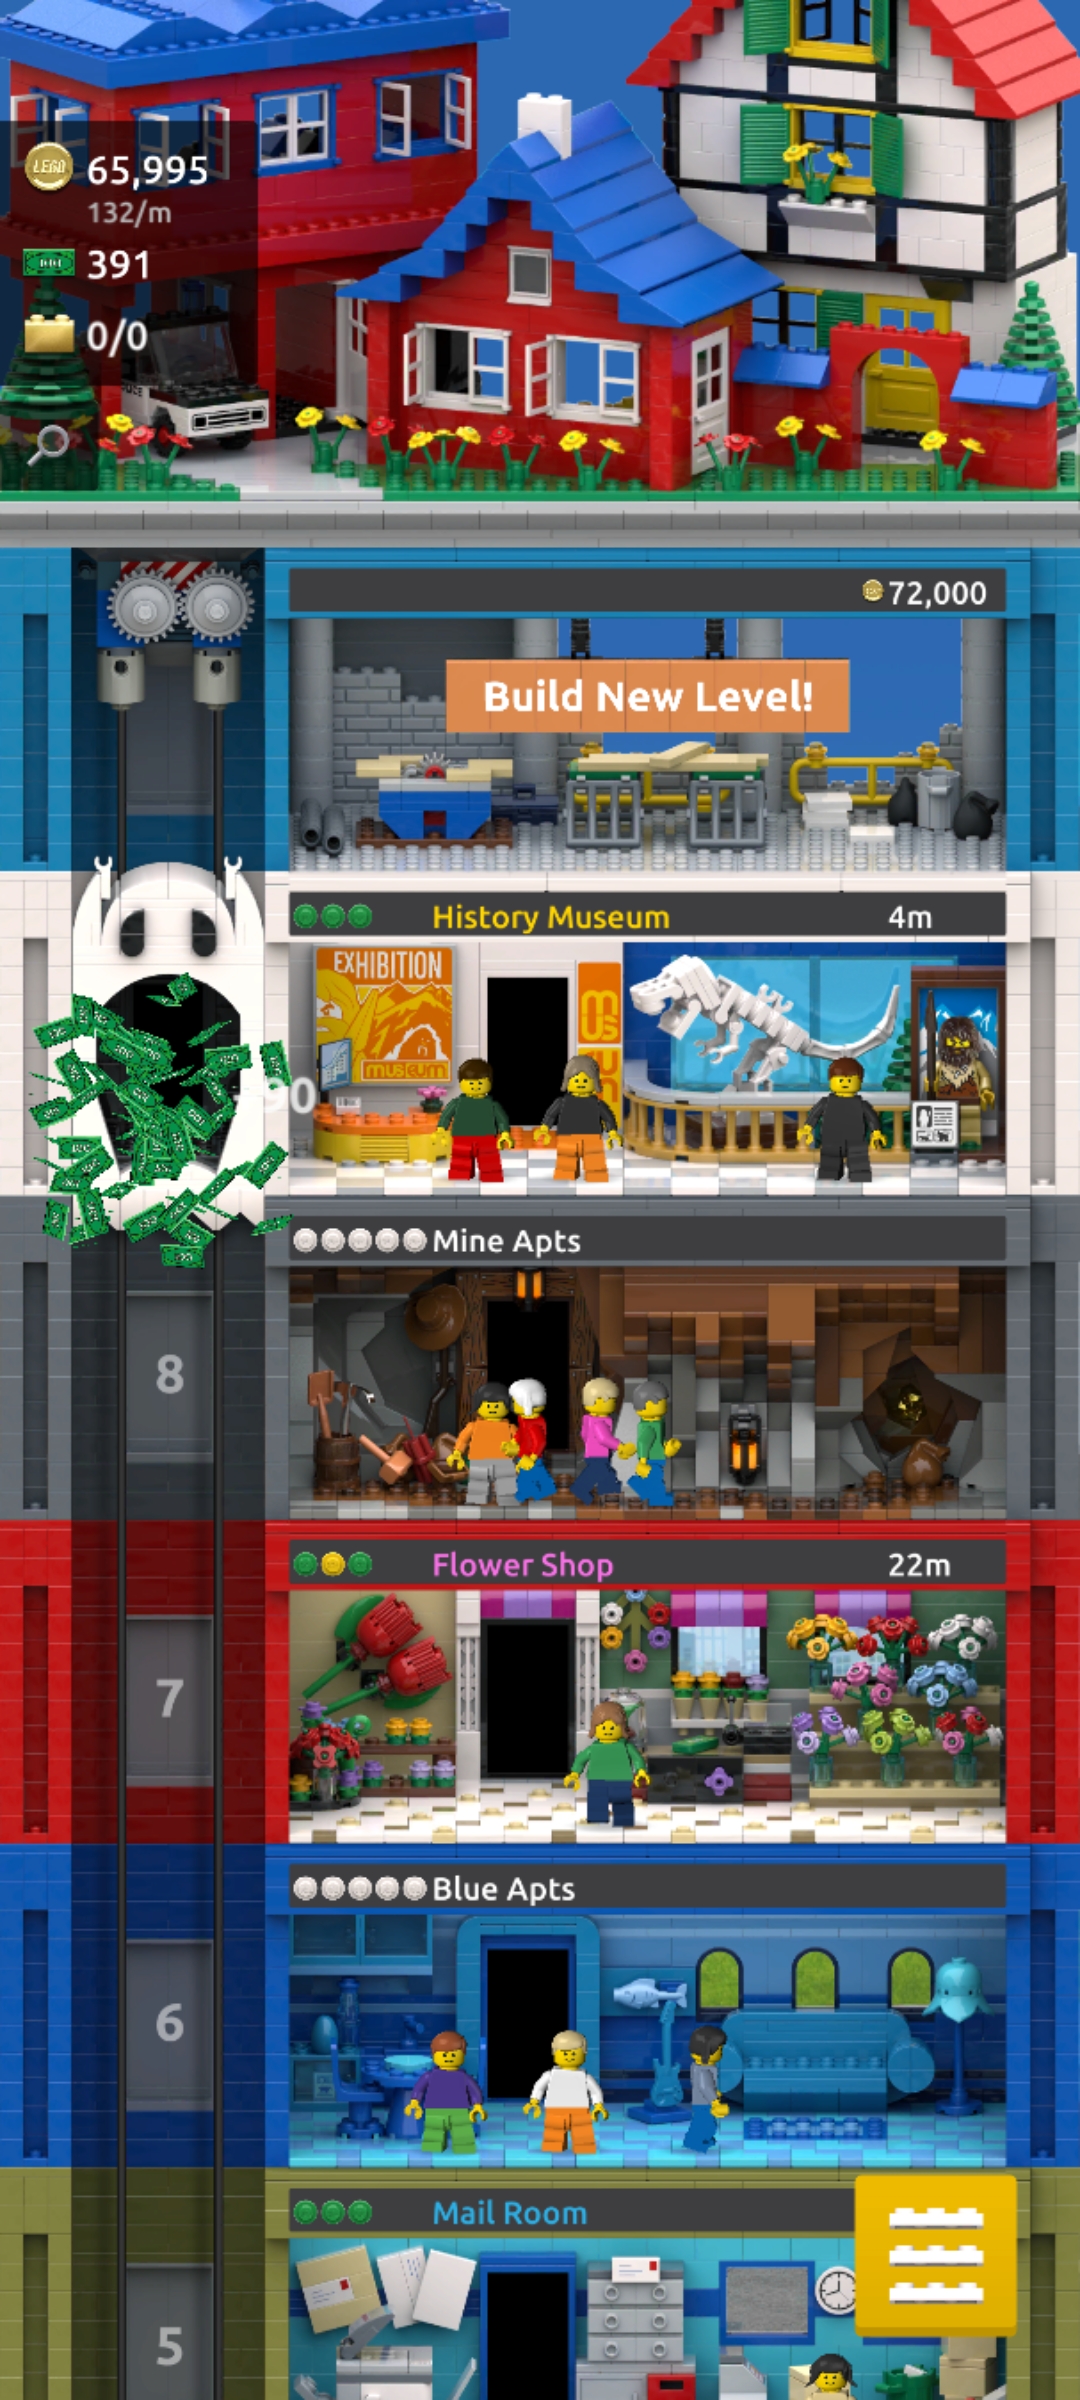 LEGO 65,995
132/m
391
0/0
72,000
Build New Level!
History Museum 4m
EXHIBITION
MUSEUM
90
Mine Apts
8
Flower Shop 22m
7
Blue Apts
6
Mail Room
5